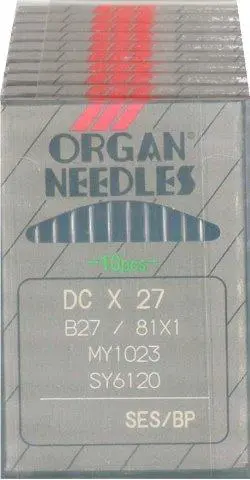 ORGAN®
NEEDLES
-10pcs-
DC X 27
B27 / 81X1
MY1023
SY6120
SES/BP